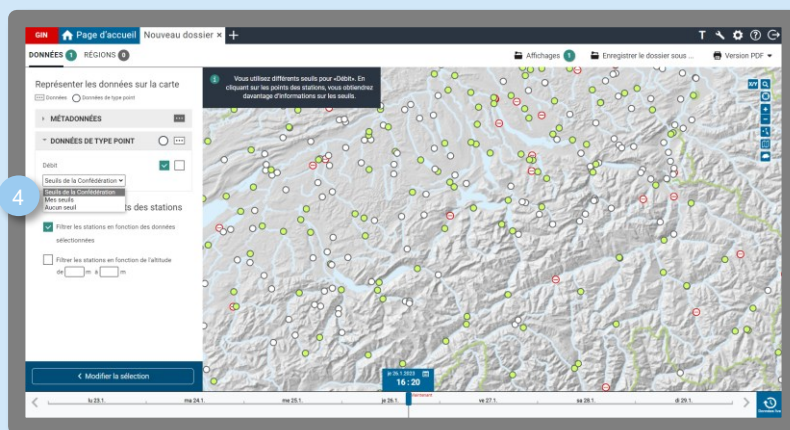 GIN Page d'accueil Nouveau dossier × +
T
DONNÉES 1 RÉGIONS 0
Affichages 1 Enregistrer le dossier sous ... Version PDF
Représenter les données sur la carte
Données Données de type point
MÉTADONNÉES
DONNÉES DE TYPE POINT
Débit
Seuils de la Confédération
Seuils de la Confédération
Mes seuils
Aucun seuil
4
ts des stations
Filtrer les stations en fonction des données
sélectionnées
Filtrer les stations en fonction de l'altitude
de m à m
Modifier la sélection
Vous utilisez différents seuils pour «Débit». En
cliquant sur les points des stations, vous obtiendrez
davantage d'informations sur les seuils.
X/Y
je 26.1.2023
16:20
Maintenant
lu 23.1. ma 24.1. me 25.1. je 26.1. ve 27.1. sa 28.1. di 29.1.